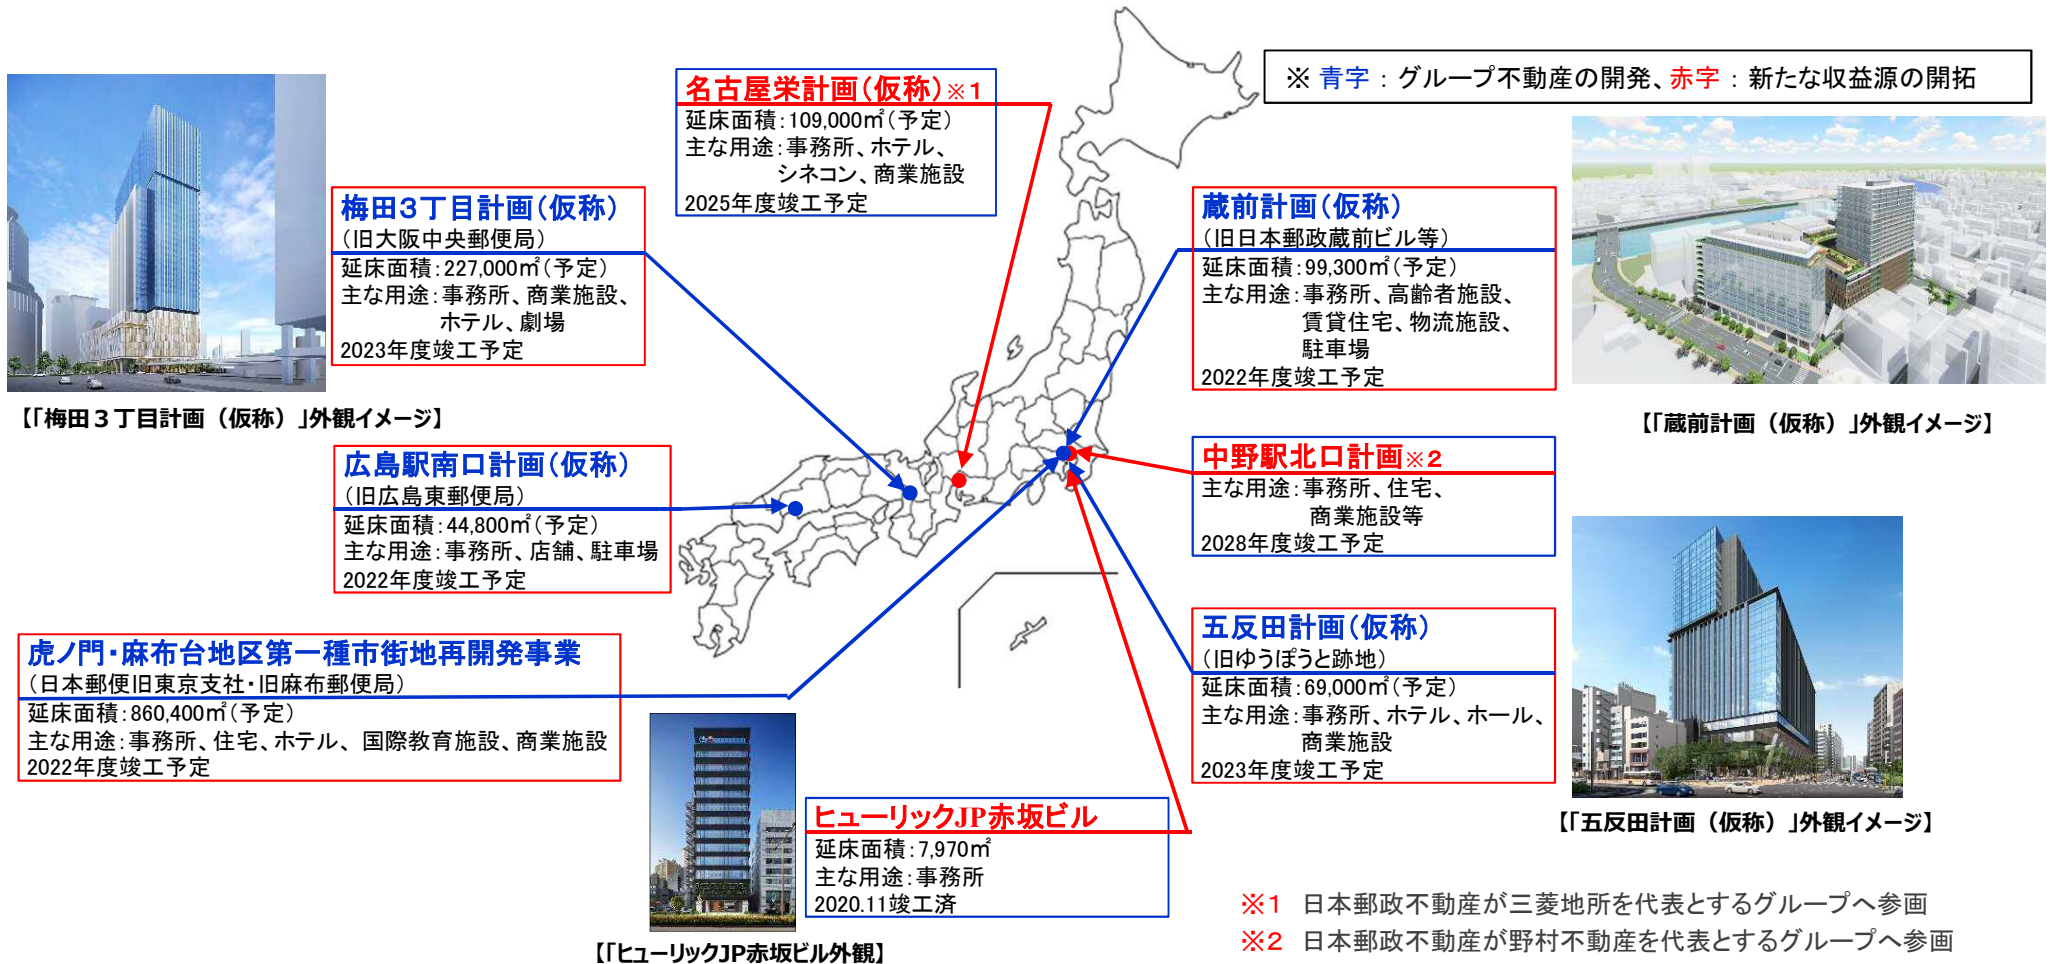 ※ 青字 : グループ不動産の開発、赤字 : 新たな収益源の開拓
名古屋栄計画(仮称)※1
延床面積:109,000㎡(予定)
主な用途:事務所、ホテル、
シネコン、商業施設
2025年度竣工予定
梅田3丁目計画(仮称)
(旧大阪中央郵便局)
延床面積:227,000㎡(予定)
主な用途:事務所、商業施設、
ホテル、劇場
2023年度竣工予定
【「梅田３丁目計画（仮称）」外観イメージ】
蔵前計画(仮称)
(旧日本郵政蔵前ビル等)
延床面積:99,300㎡(予定)
主な用途:事務所、高齢者施設、
賃貸住宅、物流施設、
駐車場
2022年度竣工予定
【「蔵前計画（仮称）」外観イメージ】
広島駅南口計画(仮称)
(旧広島東郵便局)
延床面積:44,800㎡(予定)
主な用途:事務所、店舗、駐車場
2022年度竣工予定
中野駅北口計画※2
主な用途:事務所、住宅、
商業施設等
2028年度竣工予定
虎ノ門・麻布台地区第一種市街地再開発事業
(日本郵便旧東京支社・旧麻布郵便局)
延床面積:860,400㎡(予定)
主な用途:事務所、住宅、ホテル、国際教育施設、商業施設
2022年度竣工予定
五反田計画(仮称)
(旧ゆうぽうと跡地)
延床面積:69,000㎡(予定)
主な用途:事務所、ホテル、ホール、
商業施設
2023年度竣工予定
【「五反田計画（仮称）」外観イメージ】
ヒューリックJP赤坂ビル
延床面積:7,970㎡
主な用途:事務所
2020.11竣工済
【「ヒューリックJP赤坂ビル外観】
※1 日本郵政不動産が三菱地所を代表とするグループへ参画
※2 日本郵政不動産が野村不動産を代表とするグループへ参画